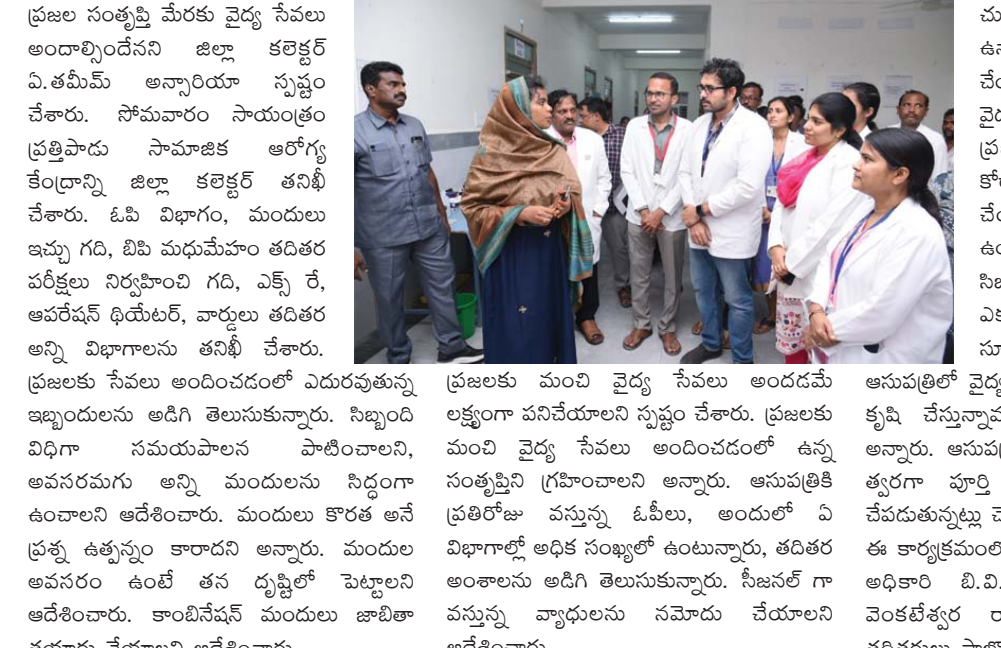 ప్రజల సంతృప్తి మేరకు వైద్య సేవలు
అందాల్సిందేనని జిల్లా కలెక్టర్
ఏ.తమీమ్ అన్సారియా స్పష్టం
చేశారు. సోమవారం సాయంత్రం
ప్రత్తిపాడు సామాజిక ఆరోగ్య
కేంద్రాన్ని జిల్లా కలెక్టర్ తనిఖీ
చేశారు. ఓపి విభాగం, మందులు
ఇచ్చు గది, బిపి మధుమేహం తదితర
పరీక్షలు నిర్వహించి గది, ఎక్స్ రే,
ఆపరేషన్ థియేటర్, వార్డులు తదితర
అన్ని విభాగాలను తనిఖీ చేశారు.
ప్రజలకు సేవలు అందించడంలో ఎదురవుతున్న
ఇబ్బందులను అడిగి తెలుసుకున్నారు. సిబ్బంది
విధిగా సమయపాలన పాటించాలని,
అవసరమగు అన్ని మందులను సిద్ధంగా
ఉంచాలని ఆదేశించారు. మందులు కొరత అనే
ప్రశ్న ఉత్పన్నం కారాదని అన్నారు. మందుల
అవసరం ఉంటే తన దృష్టిలో పెట్టాలని
ఆదేశించారు. కాంబినేషన్ మందులు జాబితా
ప్రజలకు మంచి వైద్య సేవలు అందడమే
లక్ష్యంగా పనిచేయాలని స్పష్టం చేశారు. ప్రజలకు
మంచి వైద్య సేవలు అందించడంలో ఉన్న
సంతృప్తిని గ్రహించాలని అన్నారు. ఆసుపత్రికి
ప్రతిరోజు వస్తున్న ఓపీలు, అందులో ఏ
విభాగాల్లో అధిక సంఖ్యలో ఉంటున్నారు, తదితర
అంశాలను అడిగి తెలుసుకున్నారు. సీజనల్ గా
వస్తున్న వ్యాధులను నమోదు చేయాలని
ఆసుపత్రిలో
కృషి
అన్నారు.
త్వరగా పూర్తి
చేపడుతున్నట్లు
ఈ
అధికారి బి.వి.
వెంకటేశ్వర